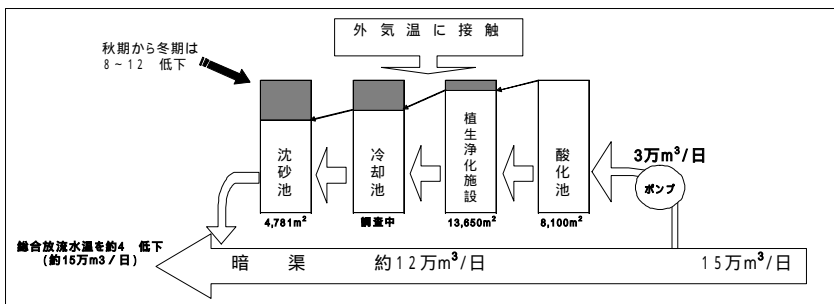 外気温に接触
秋期から冬期は
8~12 低下
沈砂池
冷却池
植生浄化施設
酸化池
3万m³/日
ポンプ
4,781m²
調査中
13,650m²
8,100m²
総合放流水温を約4 低下
(約15万m3/日)
暗渠 約12万m³/日 15万m³/日